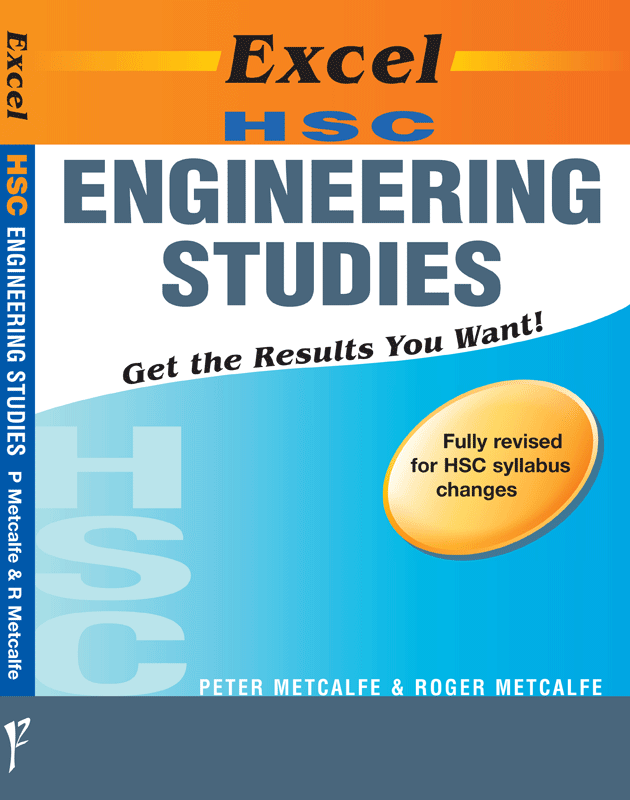 Excel
HSC
ENGINEERING
STUDIES
Get the Results You Want!
Fully revised
for HSC syllabus
changes
HSC
PETER METCALFE & ROGER METCALFE
Excel HSC ENGINEERING STUDIES P Metcalfe & R Metcalfe